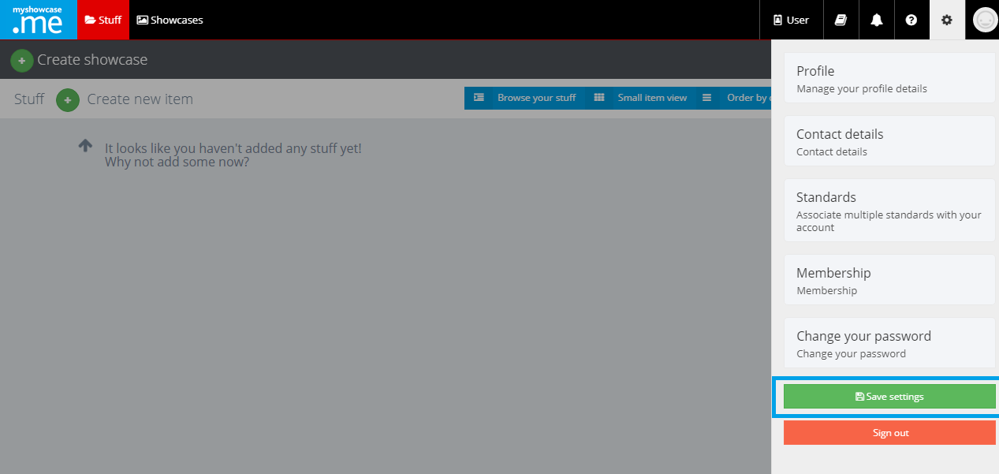 myshowcase
.me
Stuff
Showcases
User
Create showcase
Stuff
Create new item
Browse your stuff
Small item view
Order by
It looks like you haven't added any stuff yet!
Why not add some now?
Profile
Manage your profile details
Contact details
Contact details
Standards
Associate multiple standards with your
account
Membership
Membership
Change your password
Change your password
Save settings
Sign out